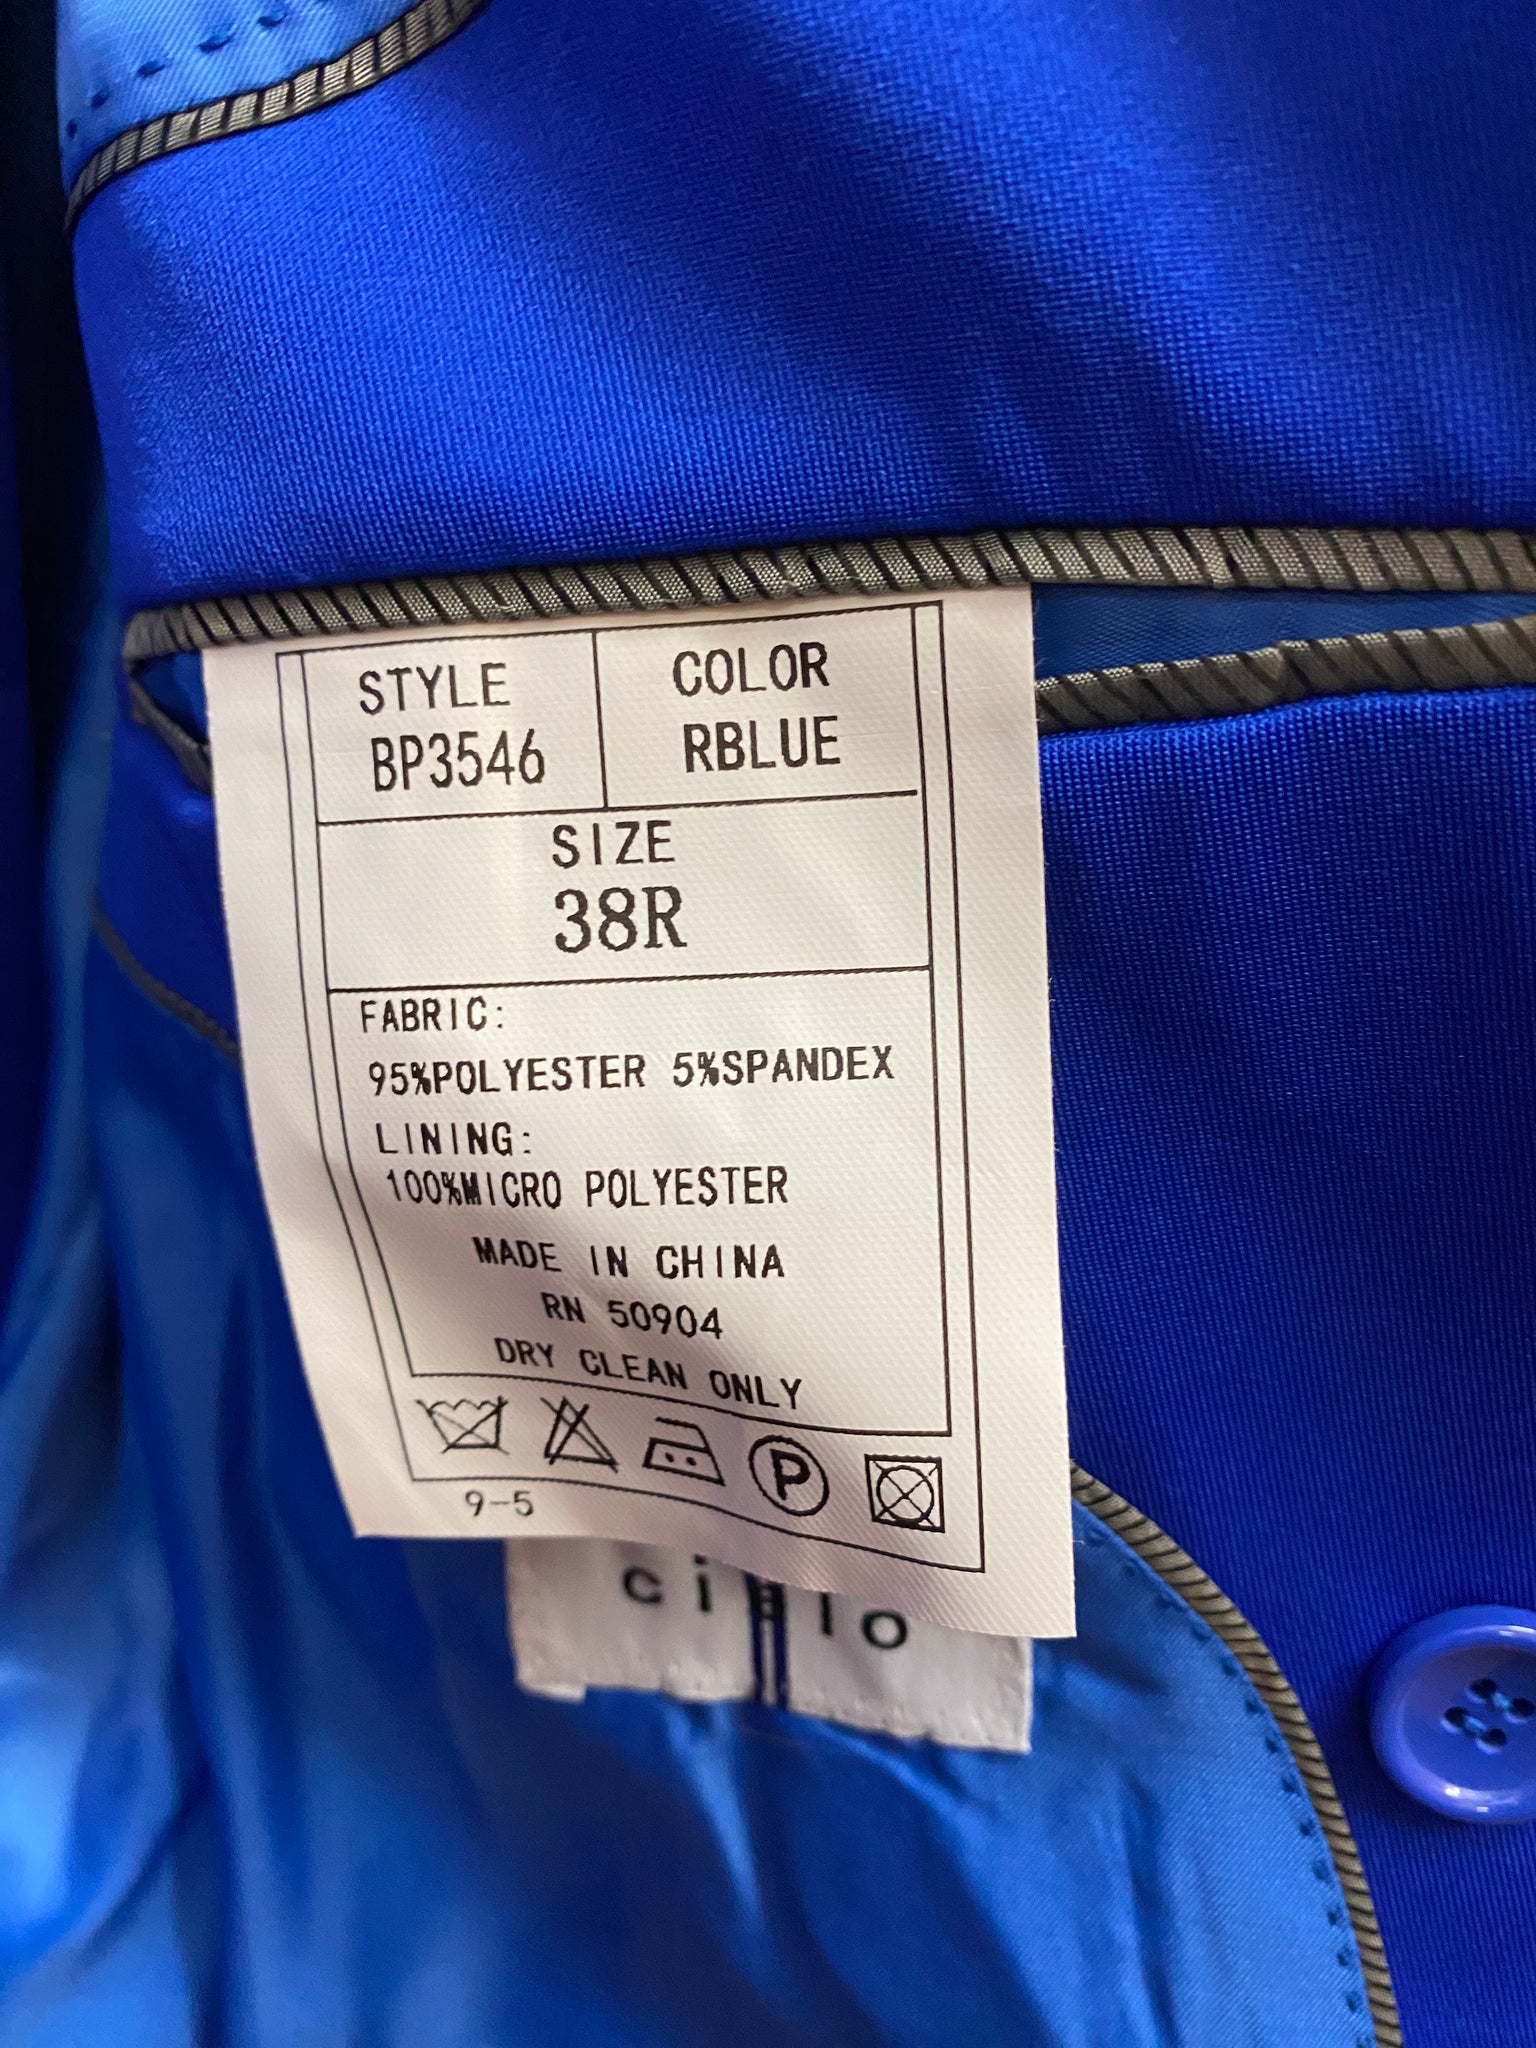 STYLE COLOR
BP3546 RBLUE
SIZE
38R
FABRIC:
95%POLYESTER 5%SPANDEX
LINING:
100%MICRO POLYESTER
MADE IN CHINA
RN 50904
DRY CLEAN ONLY
P
9-5
cielo